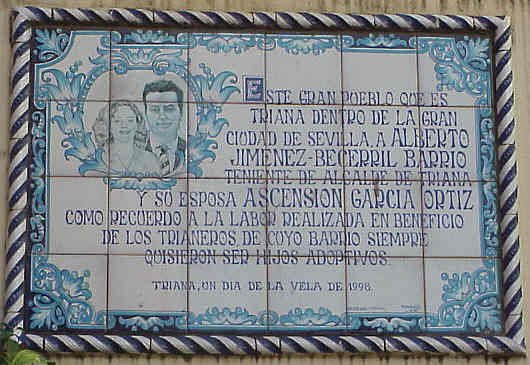 ESTE GRAN PUEBLO QUE ES
TRIANA DENTRO DE LA GRAN
CIUDAD DE SEVILLA, A ALBERTO
JIMENEZ-BECERRIL BARRIO
TENIENTE DE ALCALDE DE TRIANA
Y SU ESPOSA ASCENSION GARCIA ORTIZ
COMO RECUERDO A LA LABOR REALIZADA EN BENEFICIO
DE LOS TRIANEROS DE CUYO BARRIO SIEMPRE
QUISIERON SER HIJOS ADOPTIVOS.
TRIANA, UN DIA DE LA VELA DE 1998.